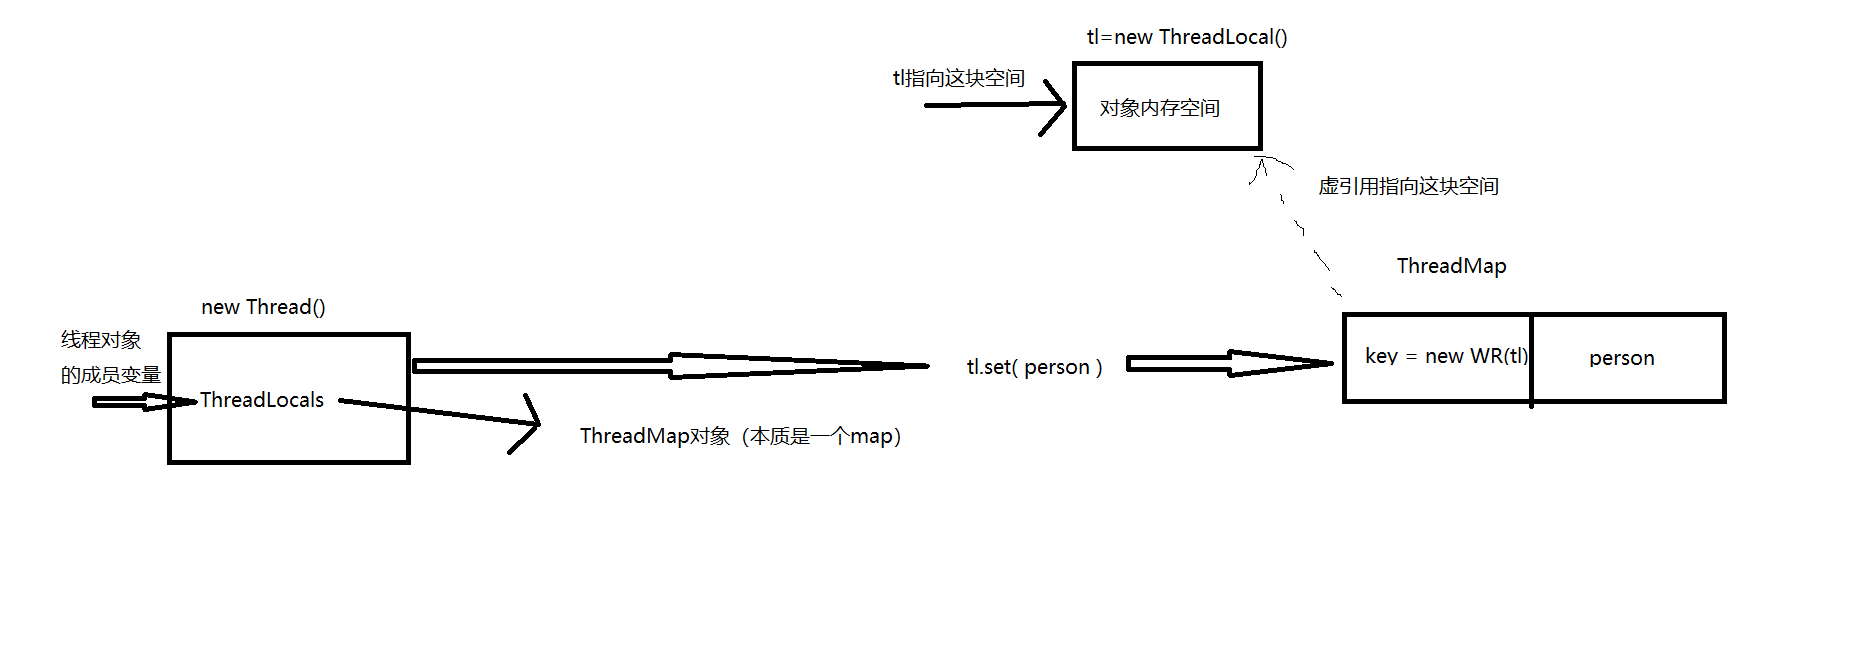 tl=new ThreadLocal()
tl指向这块空间
对象内存空间
虚引用指向这块空间
ThreadMap
new Thread()
线程对象
的成员变量
ThreadLocals
tl.set( person )
key = new WR(tl)
person
ThreadMap对象（本质是一个map）